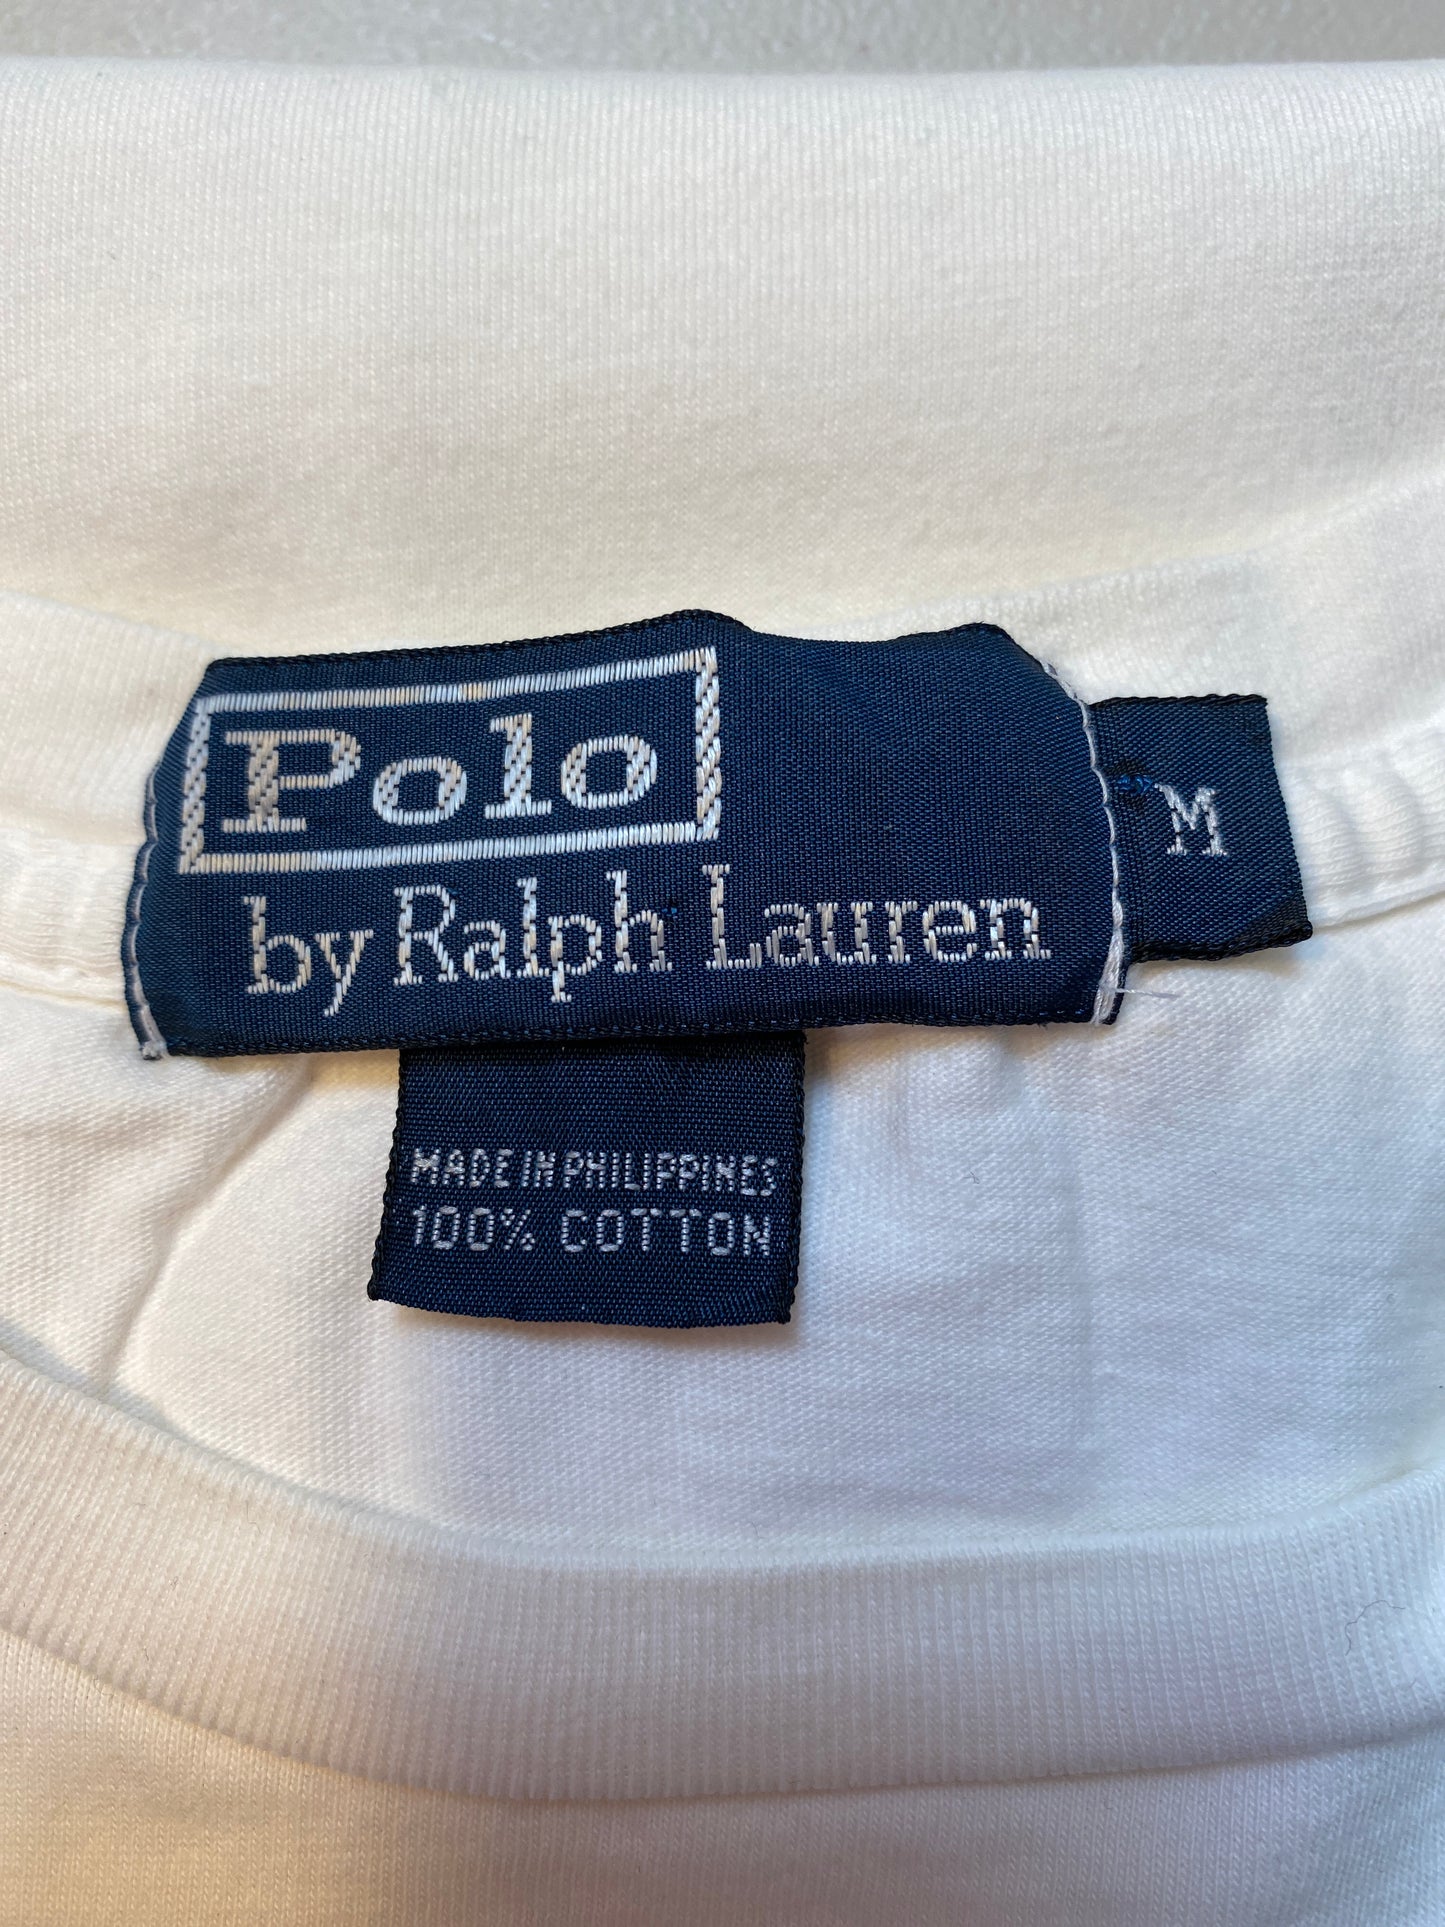 Polo
by Ralph Lauren
M
MADE IN PHILIPPINES
100% COTTON